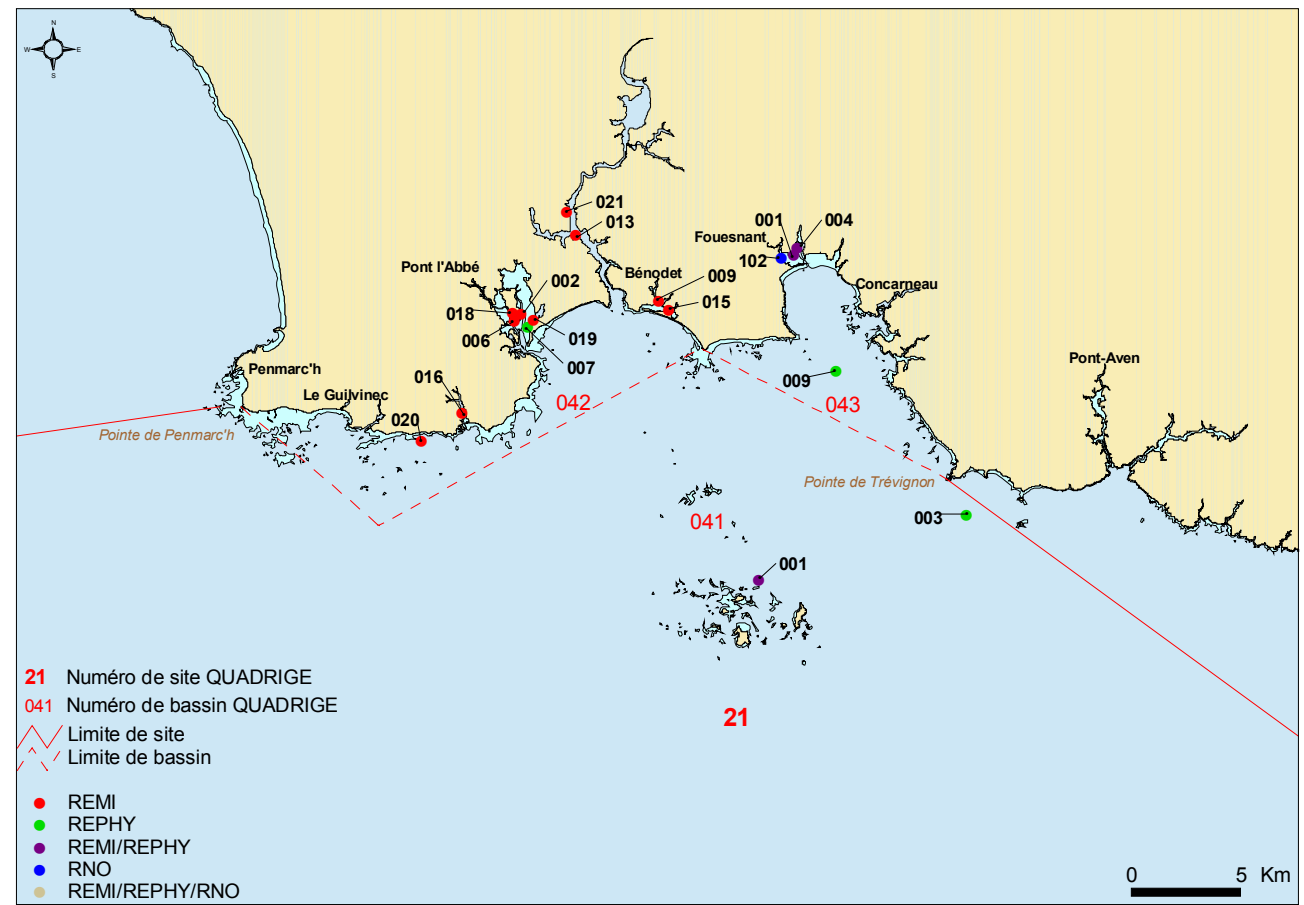 N
W E
S
021
013
001 004
Fouesnant
102
Pont l'Abbé
002
Bénodet
009
018
015
006
019
007
Concarneau
Pont-Aven
Penmarc'h
Le Guilvinec
016
009
042
043
020
Pointe de Penmarc'h
Pointe de Trévignon
003
041
001
21 Numéro de site QUADRIGE
041 Numéro de bassin QUADRIGE
Limite de site
Limite de bassin
21
REMI
REPHY
REMI/REPHY
RNO
REMI/REPHY/RNO
0 5 Km